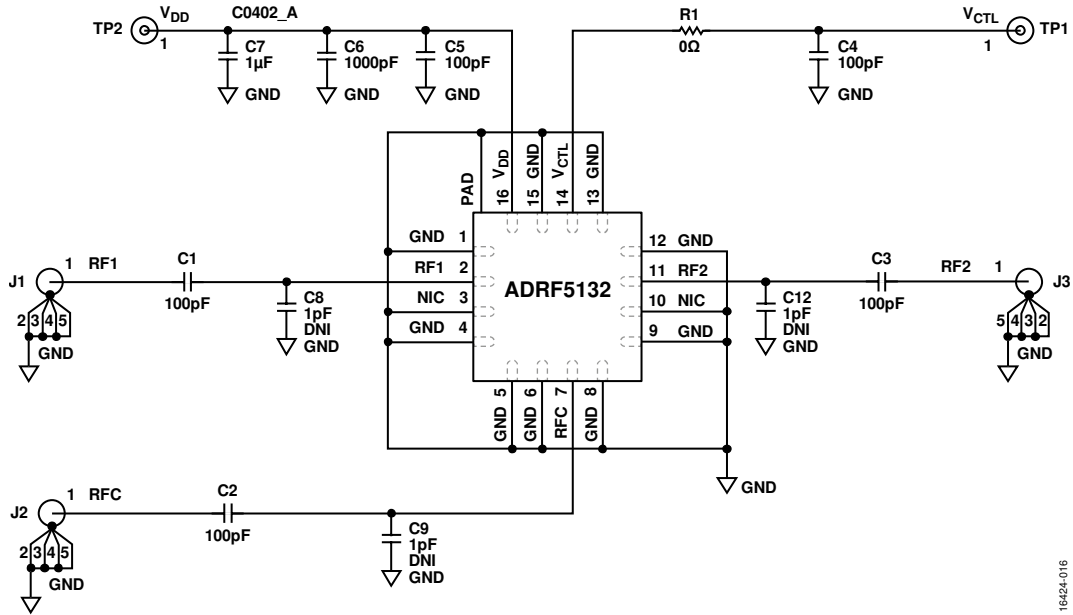 TP2
VDD
1
C0402_A
C7
1µF
GND
C6
1000pF
GND
C5
100pF
GND
R1
0Ω
C4
100pF
GND
VCTL
1
TP1
PAD
16 VDD
15 GND
14 VCTL
13 GND
GND 1
RF1 2
NIC 3
GND 4
ADRF5132
12 GND
11 RF2
10 NIC
9 GND
GND 5
GND 6
RFC 7
GND 8
GND
J1
1 RF1
2 3 4 5
GND
C1
100pF
C8
1pF
DNI
GND
C12
1pF
DNI
GND
C3
100pF
RF2 1
J3
5 4 3 2
GND
J2
1 RFC
2 3 4 5
GND
C2
100pF
C9
1pF
DNI
GND
16424-016